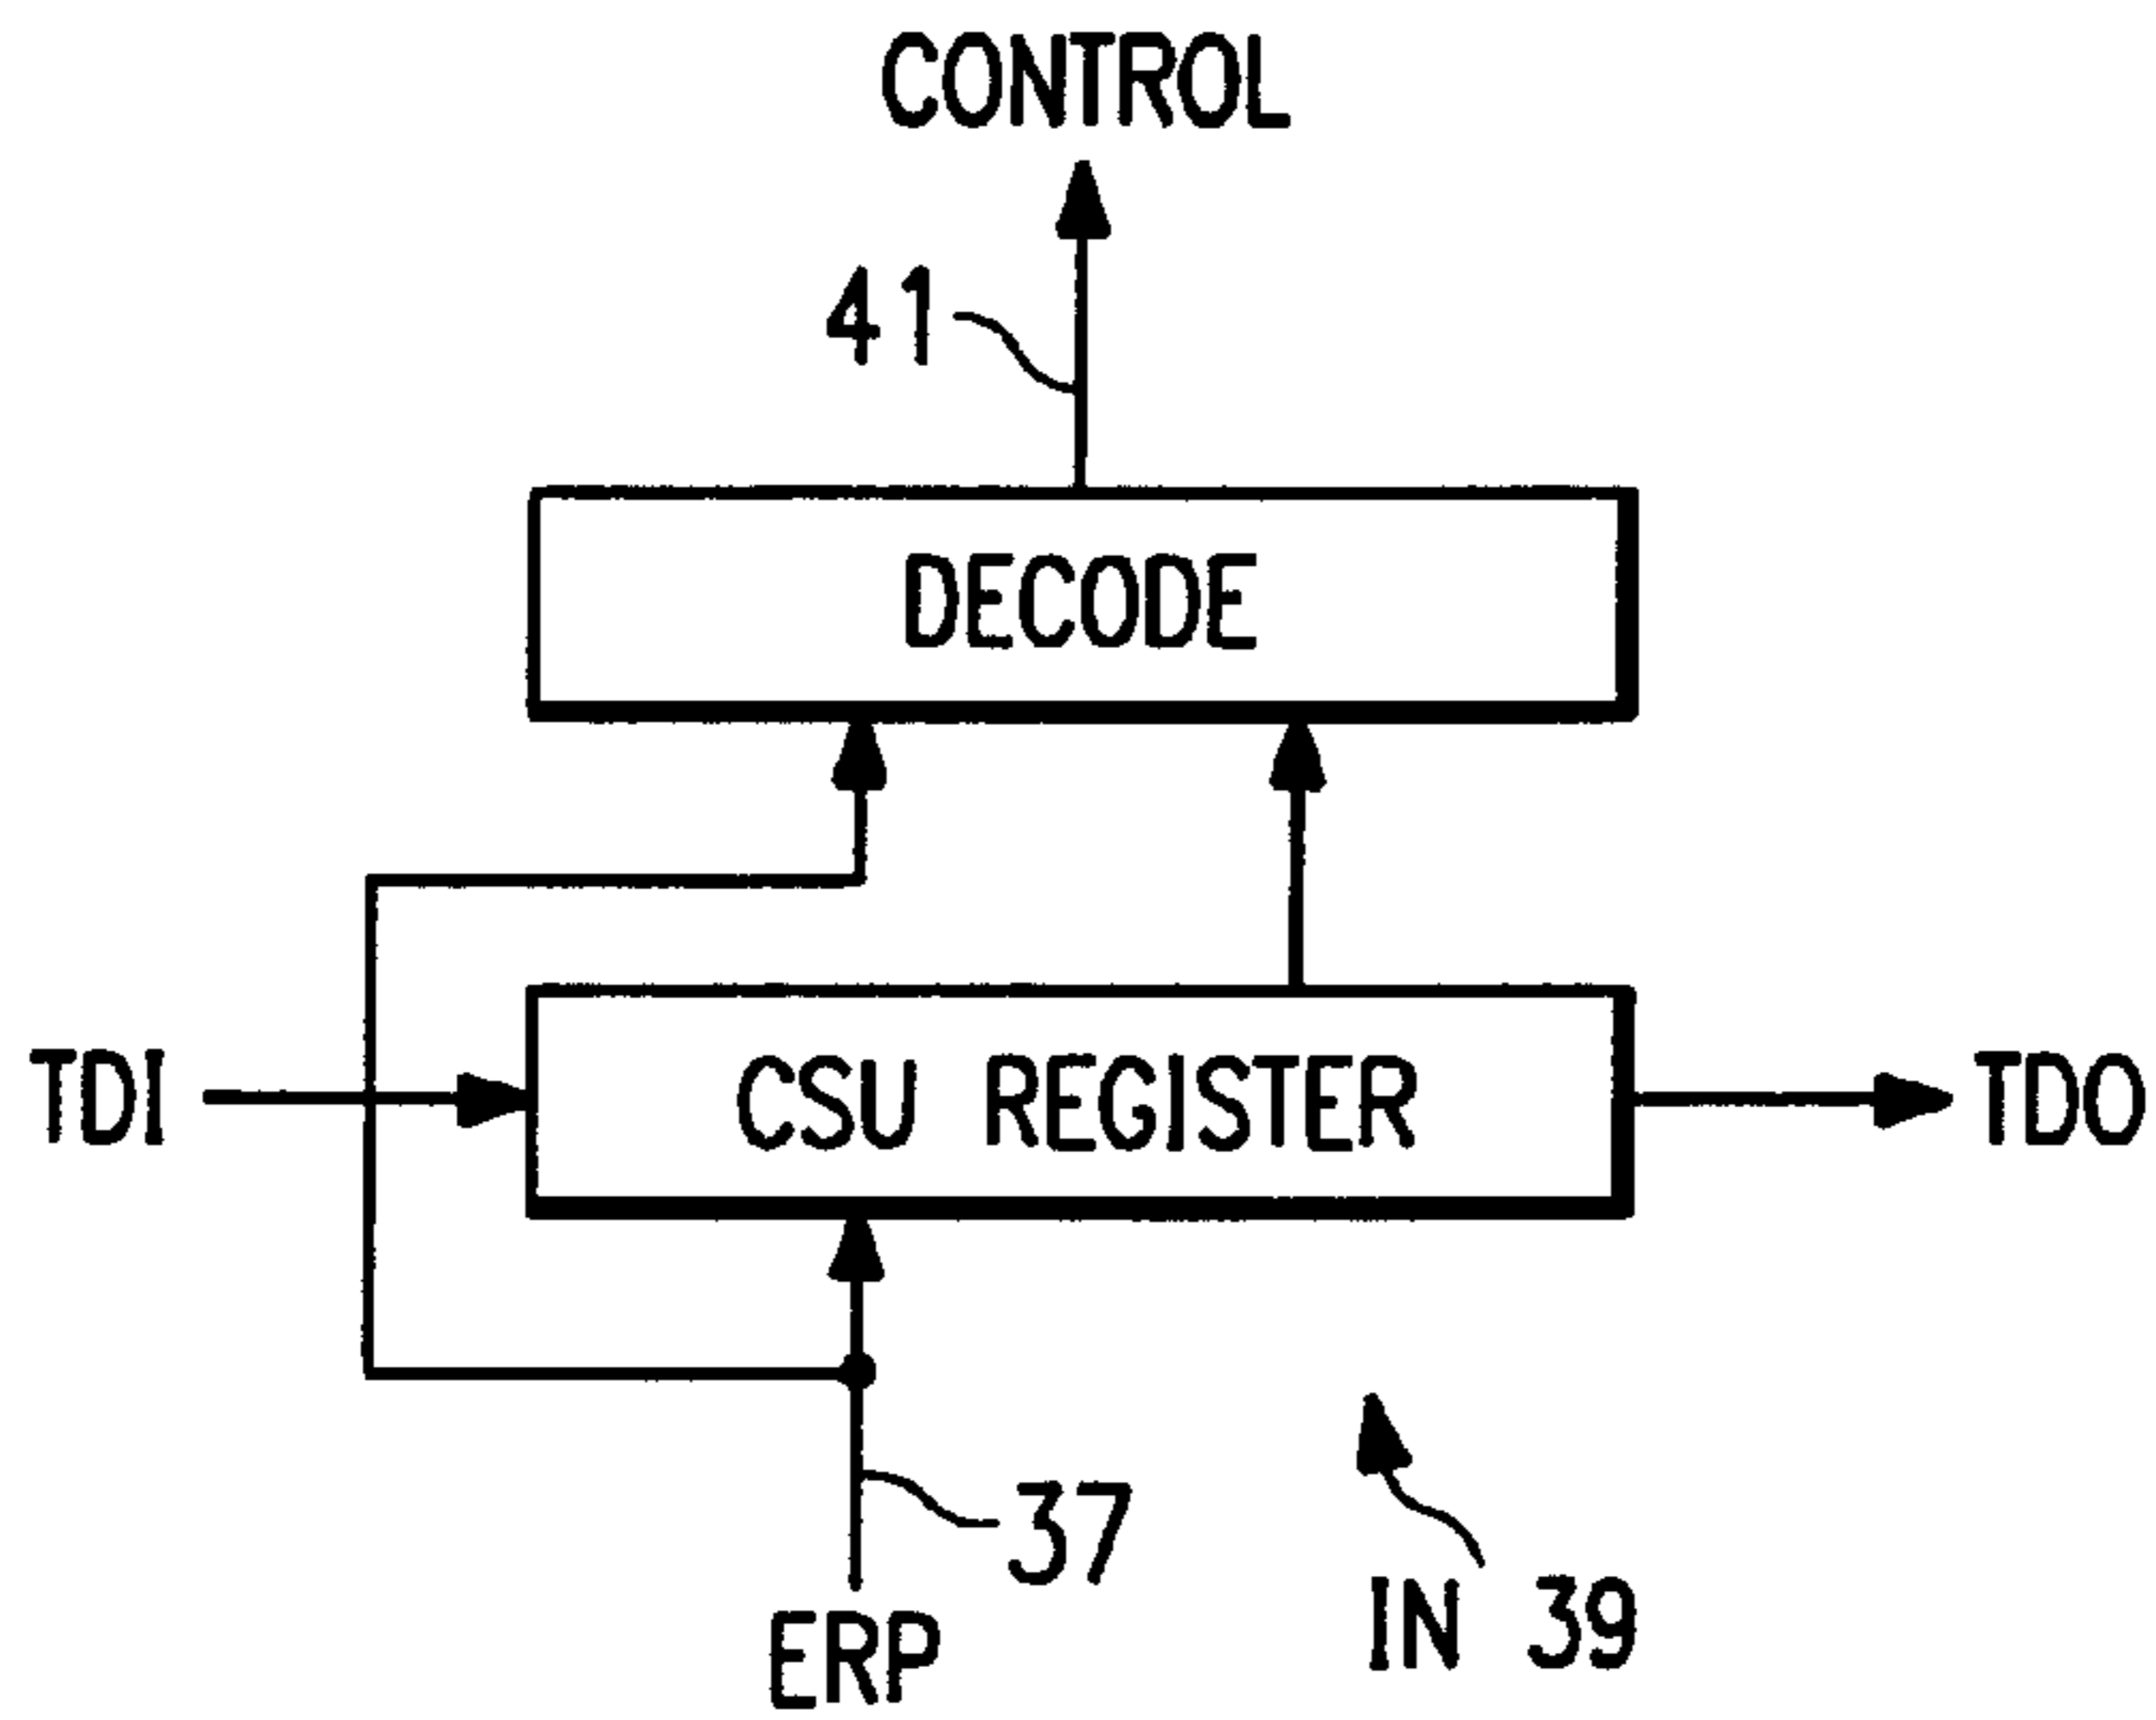 CONTROL
41
DECODE
TDI
CSU REGISTER
TDO
37
ERP
IN 39